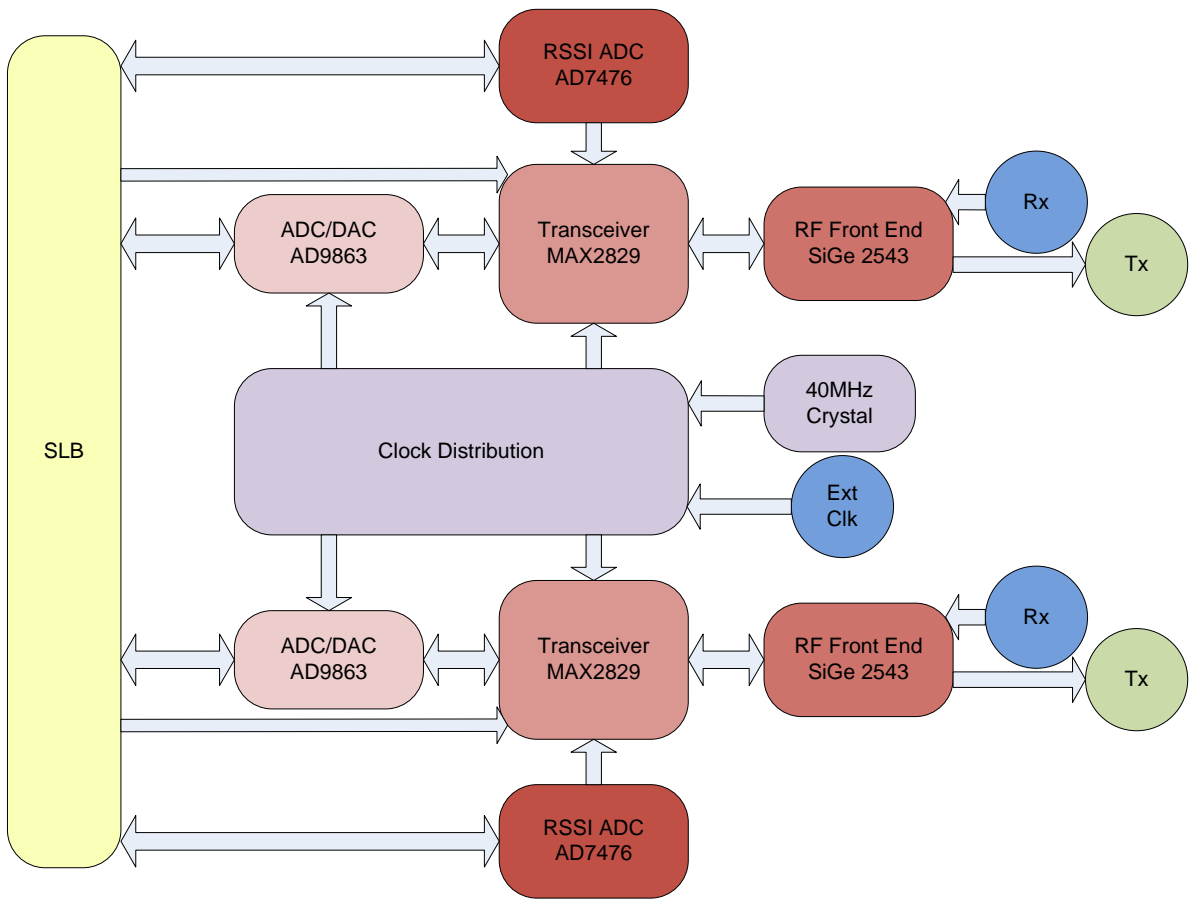 RSSI ADC
AD7476
ADC/DAC
AD9863
Transceiver
MAX2829
RF Front End
SiGe 2543
Rx
Tx
SLB
Clock Distribution
40MHz
Crystal
Ext
Clk
ADC/DAC
AD9863
Transceiver
MAX2829
RF Front End
SiGe 2543
Rx
Tx
RSSI ADC
AD7476